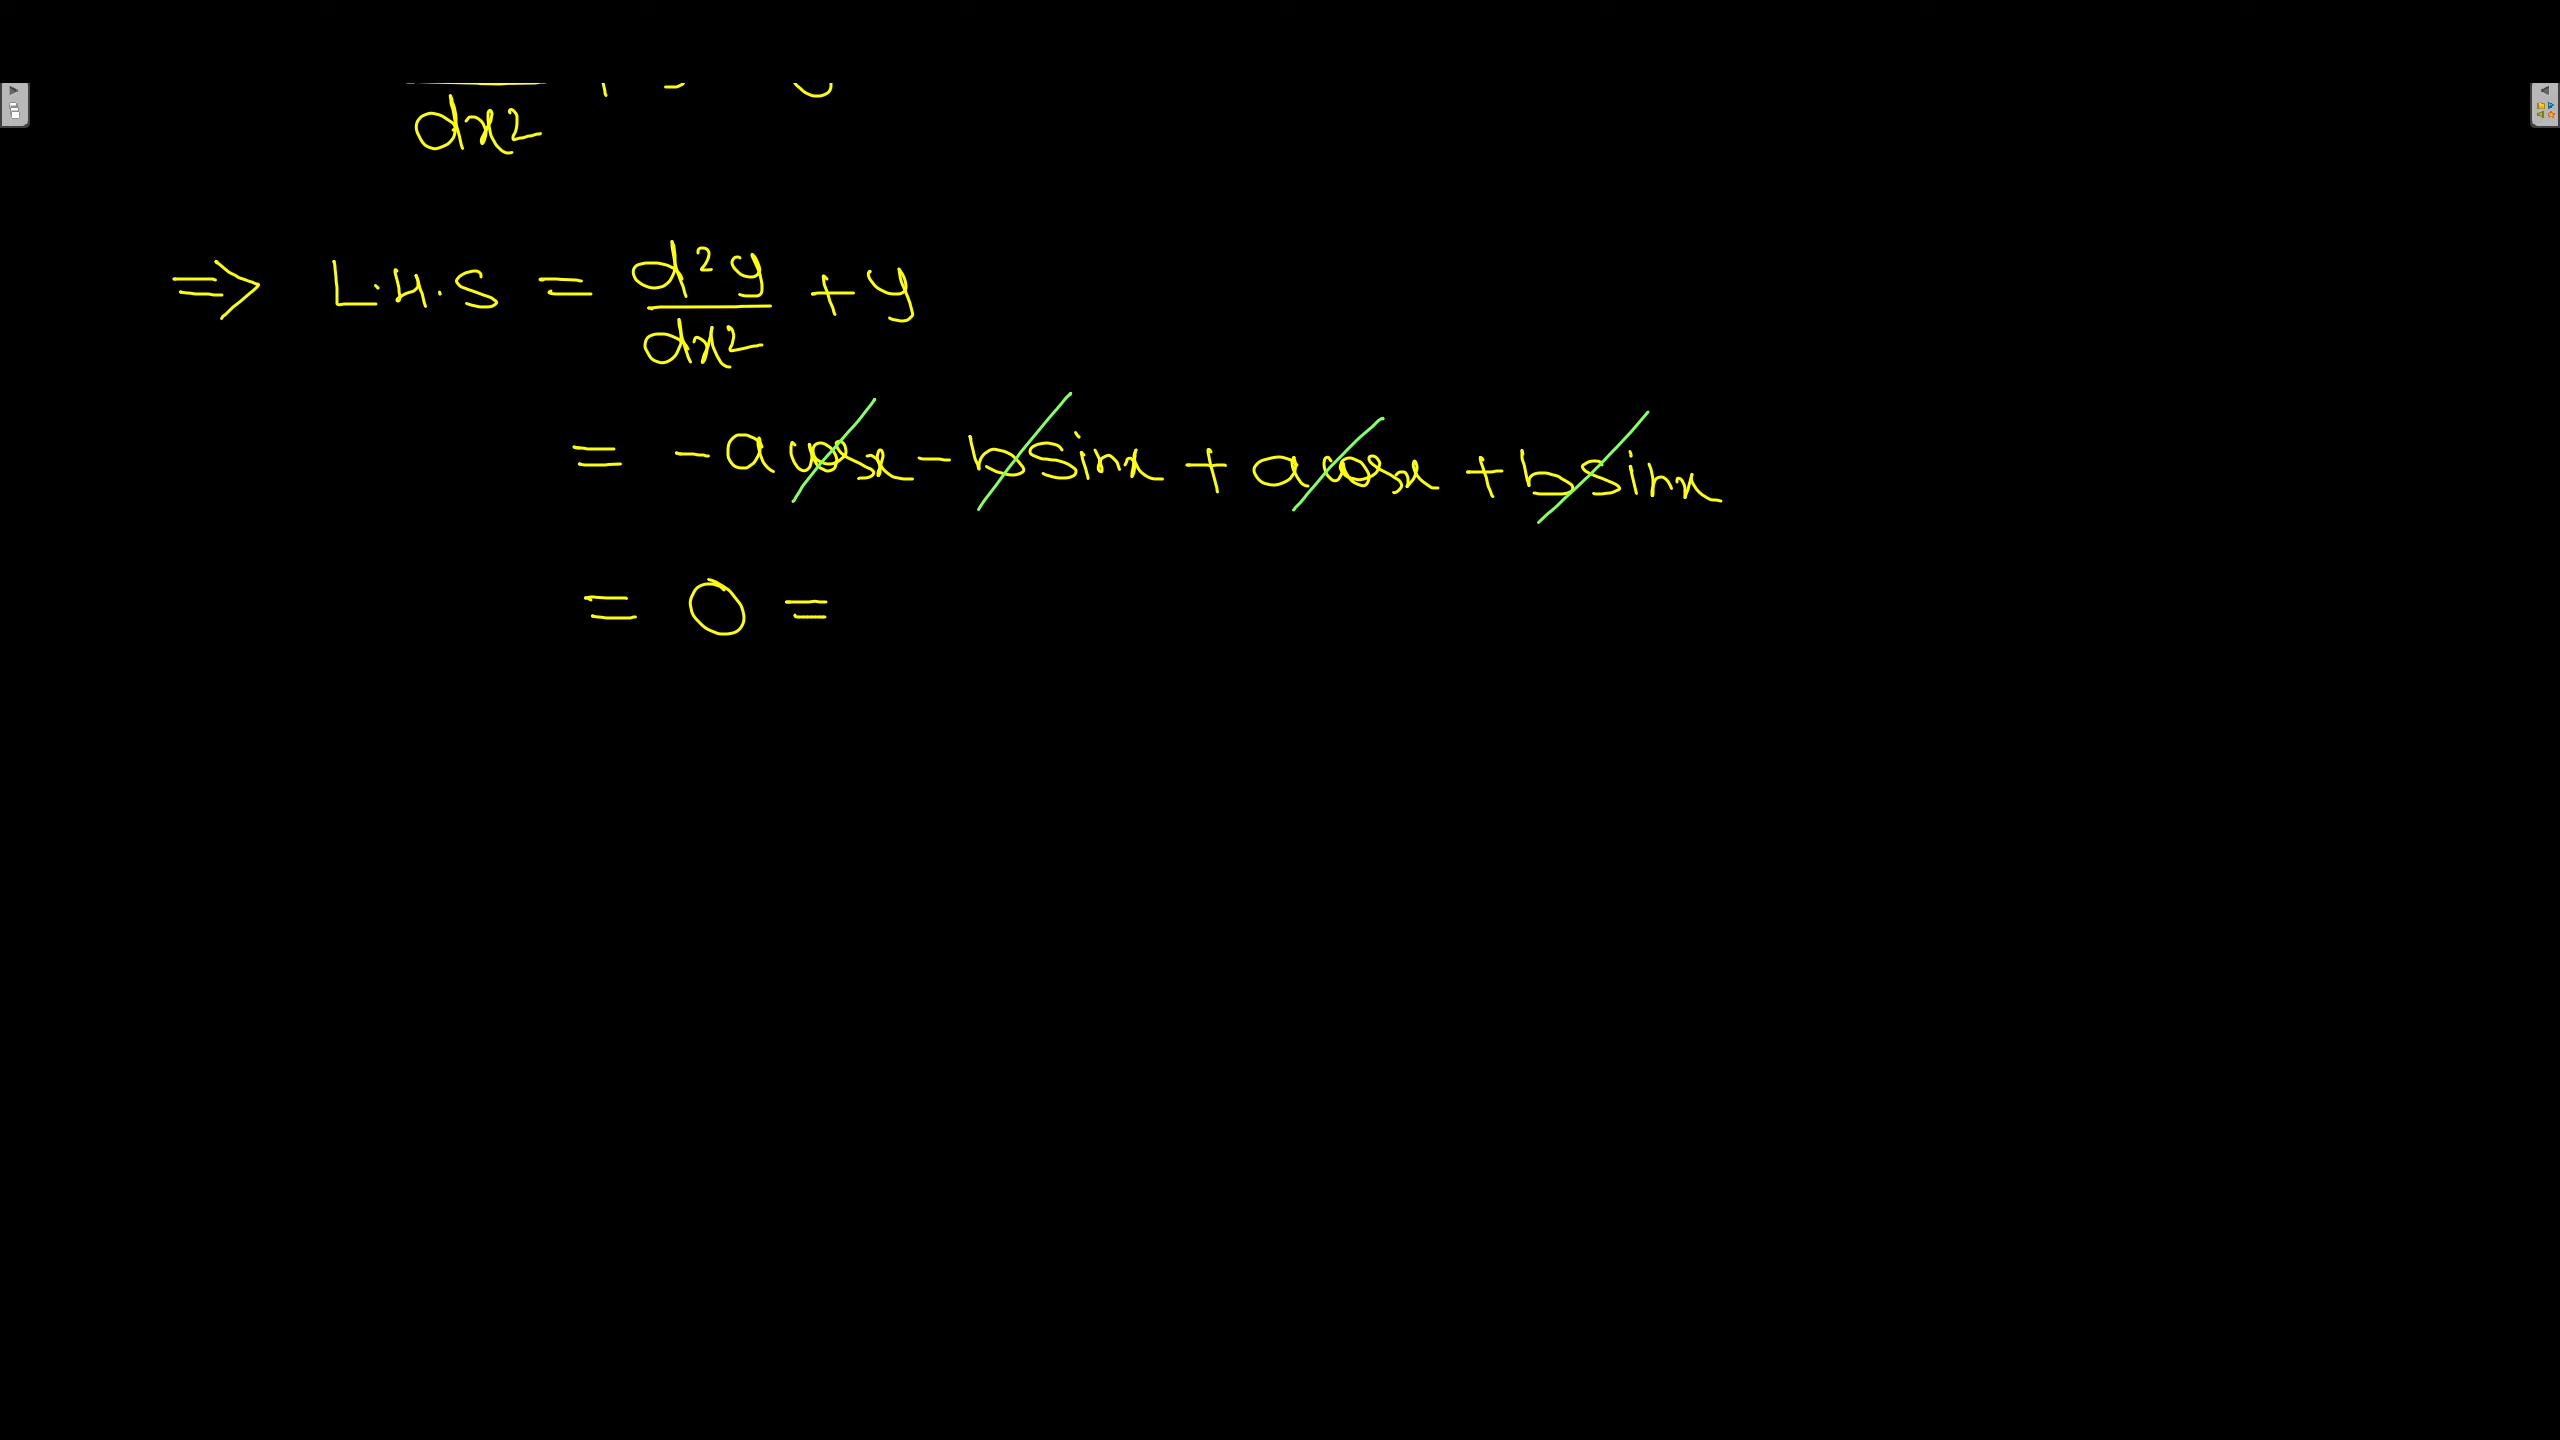 dx²
⇒ L.H.S = d²y/dx² + y
= -a cosx - b sinx + a cosx + b sinx
= 0 =